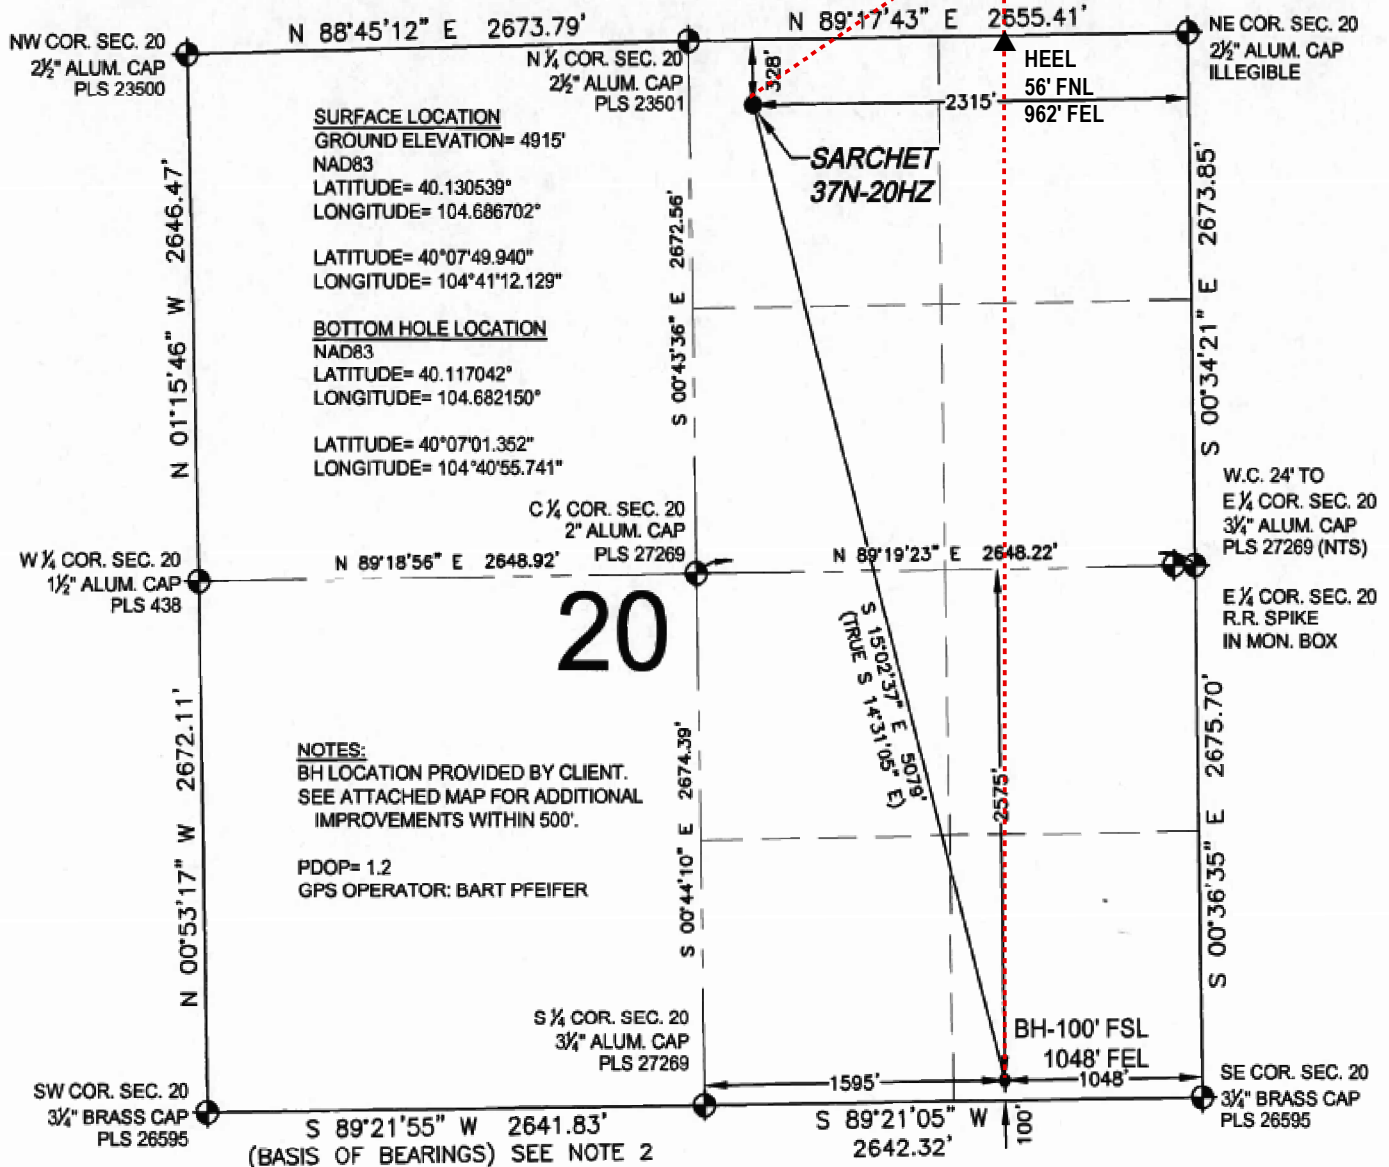 N 88°45'12" E 2673.79'
N 89°17'43" E 2655.41'
NW COR. SEC. 20
2½" ALUM. CAP
PLS 23500
N ¼ COR. SEC. 20
2½" ALUM. CAP
PLS 23501
NE COR. SEC. 20
2½" ALUM. CAP
ILLEGIBLE
HEEL
56' FNL
962' FEL
328'
2315'
SARCHET
37N-20HZ
SURFACE LOCATION
GROUND ELEVATION= 4915'
NAD83
LATITUDE= 40.130539°
LONGITUDE= 104.686702°
LATITUDE= 40°07'49.940"
LONGITUDE= 104°41'12.129"
BOTTOM HOLE LOCATION
NAD83
LATITUDE= 40.117042°
LONGITUDE= 104.682150°
LATITUDE= 40°07'01.352"
LONGITUDE= 104°40'55.741"
N 01°15'46" W 2646.47'
S 00°43'36" E 2672.56'
S 00°34'21" E 2673.85'
C ¼ COR. SEC. 20
2" ALUM. CAP
PLS 27269
W.C. 24' TO
E ¼ COR. SEC. 20
3¼" ALUM. CAP
PLS 27269 (NTS)
W ¼ COR. SEC. 20
1½" ALUM. CAP
PLS 438
N 89°18'56" E 2648.92'
N 89°19'23" E 2648.22'
E ¼ COR. SEC. 20
R.R. SPIKE
IN MON. BOX
20
S 15°02'37" E 5079'
(TRUE S 14°31'05" E)
2575'
NOTES:
BH LOCATION PROVIDED BY CLIENT.
SEE ATTACHED MAP FOR ADDITIONAL
IMPROVEMENTS WITHIN 500'.
PDOP= 1.2
GPS OPERATOR: BART PFEIFER
N 00°53'17" W 2672.11'
S 00°44'10" E 2674.39'
S 00°36'35" E 2675.70'
S ¼ COR. SEC. 20
3¼" ALUM. CAP
PLS 27269
BH-100' FSL
1048' FEL
1595'
1048'
SW COR. SEC. 20
3¼" BRASS CAP
PLS 26595
SE COR. SEC. 20
3¼" BRASS CAP
PLS 26595
S 89°21'55" W 2641.83'
(BASIS OF BEARINGS) SEE NOTE 2
S 89°21'05" W
2642.32'
100'